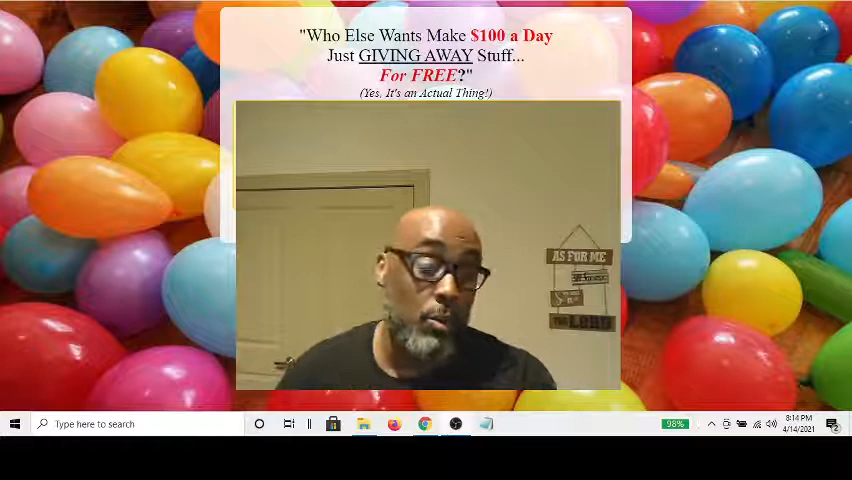 "Who Else Wants Make $100 a Day
Just GIVING AWAY Stuff...
For FREE?"
(Yes, It's an Actual Thing!)
AS FOR ME
LORD
Type here to search
98%
8:14 PM
4/14/2021
2